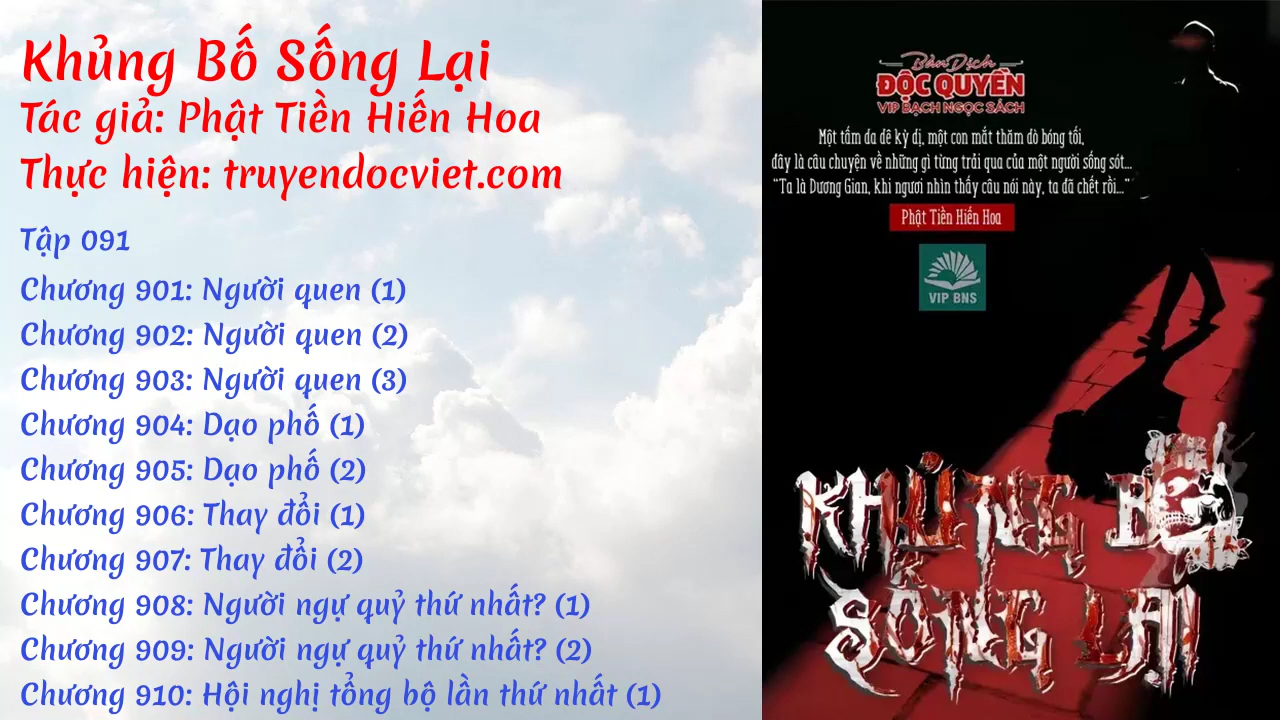 Khủng Bố Sống Lại
Tác giả: Phật Tiền Hiến Hoa
Thực hiện: truyendocviet.com
Tập 091
Chương 901: Người quen (1)
Chương 902: Người quen (2)
Chương 903: Người quen (3)
Chương 904: Dạo phố (1)
Chương 905: Dạo phố (2)
Chương 906: Thay đổi (1)
Chương 907: Thay đổi (2)
Chương 908: Người ngự quỷ thứ nhất? (1)
Chương 909: Người ngự quỷ thứ nhất? (2)
Chương 910: Hội nghị tổng bộ lần thứ nhất (1)
Bản Dịch
ĐỘC QUYỀN
VIP BẠCH NGỌC SÁCH
Một tấm da dê kỳ dị, một con mắt thăm dò bóng tối,
đây là câu chuyện về những gì từng trải qua của một người sống sót...
“Ta là Dương Gian, khi ngươi nhìn thấy câu nói này, ta đã chết rồi...”
Phật Tiền Hiến Hoa
VIP BNS
KHỦNG BỐ
SỐNG LẠI